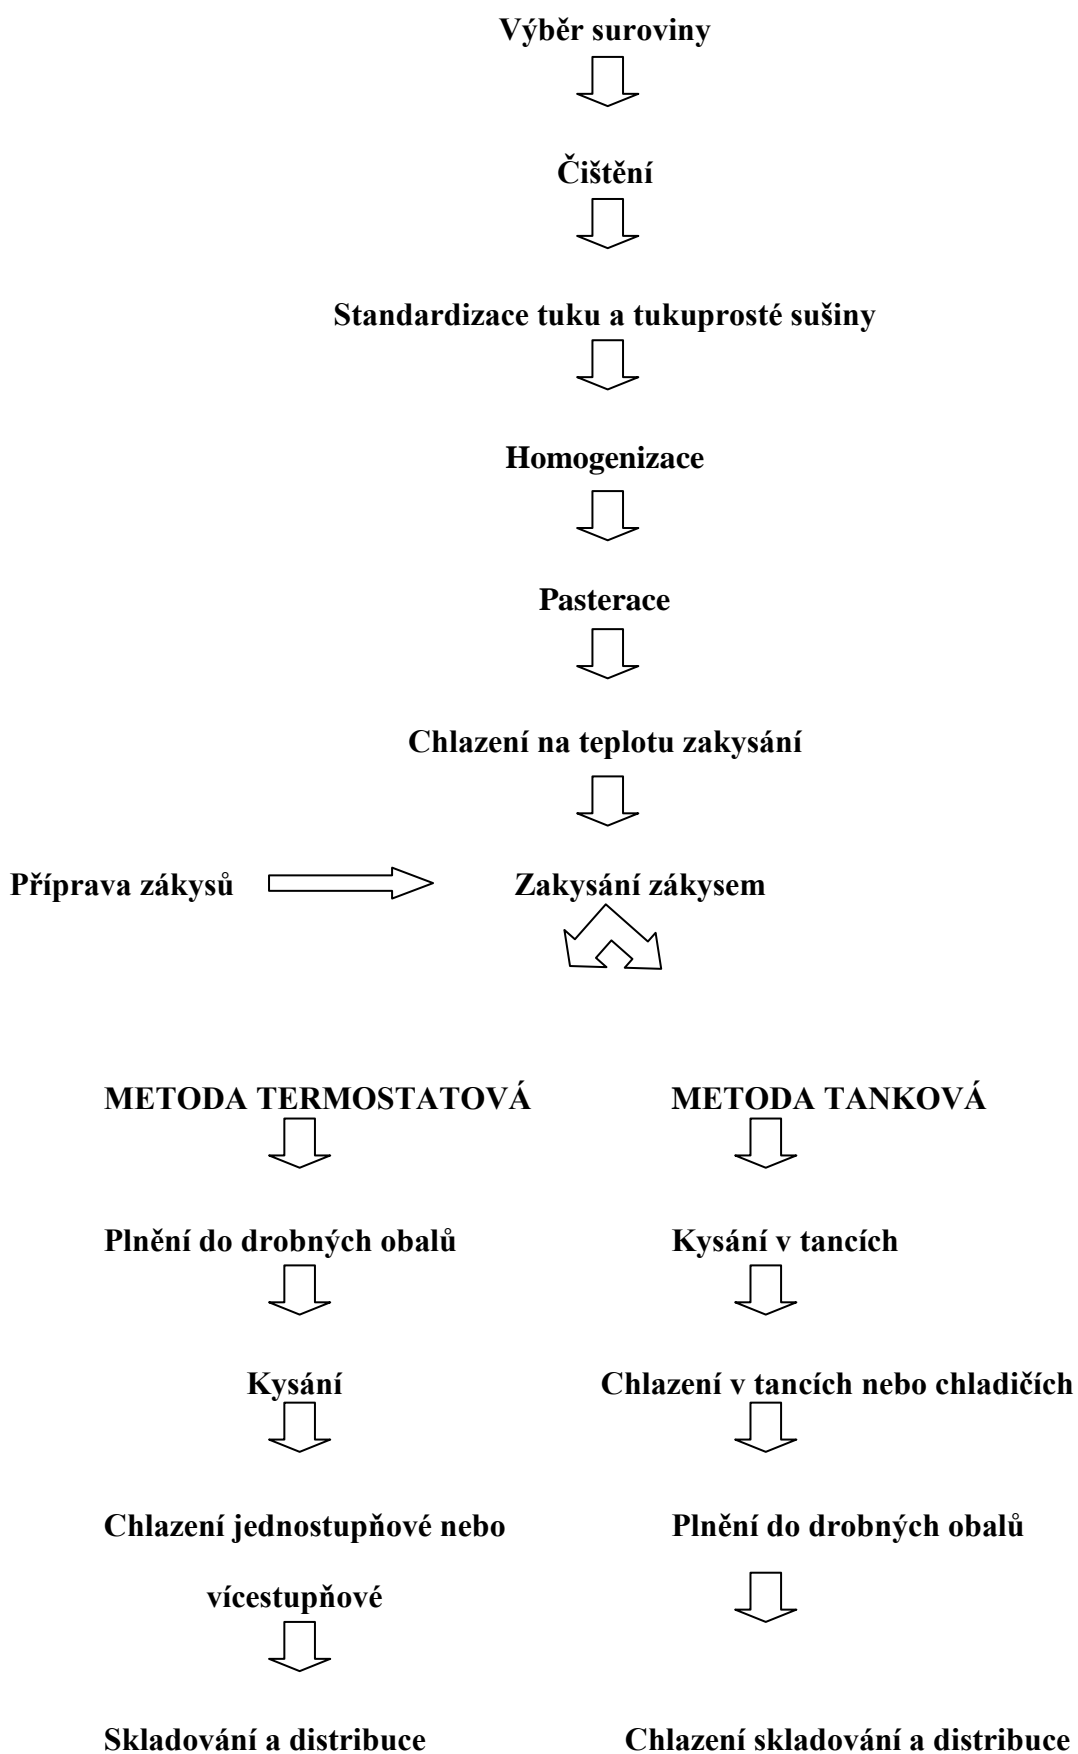 Výběr suroviny
Čištění
Standardizace tuku a tukuprosté sušiny
Homogenizace
Pasterace
Chlazení na teplotu zakysání
Příprava zákysů
Zakysání zákysem
METODA TERMOSTATOVÁ
METODA TANKOVÁ
Plnění do drobných obalů
Kysání v tancích
Kysání
Chlazení v tancích nebo chladičích
Chlazení jednostupňové nebo
vícestupňové
Plnění do drobných obalů
Skladování a distribuce
Chlazení skladování a distribuce